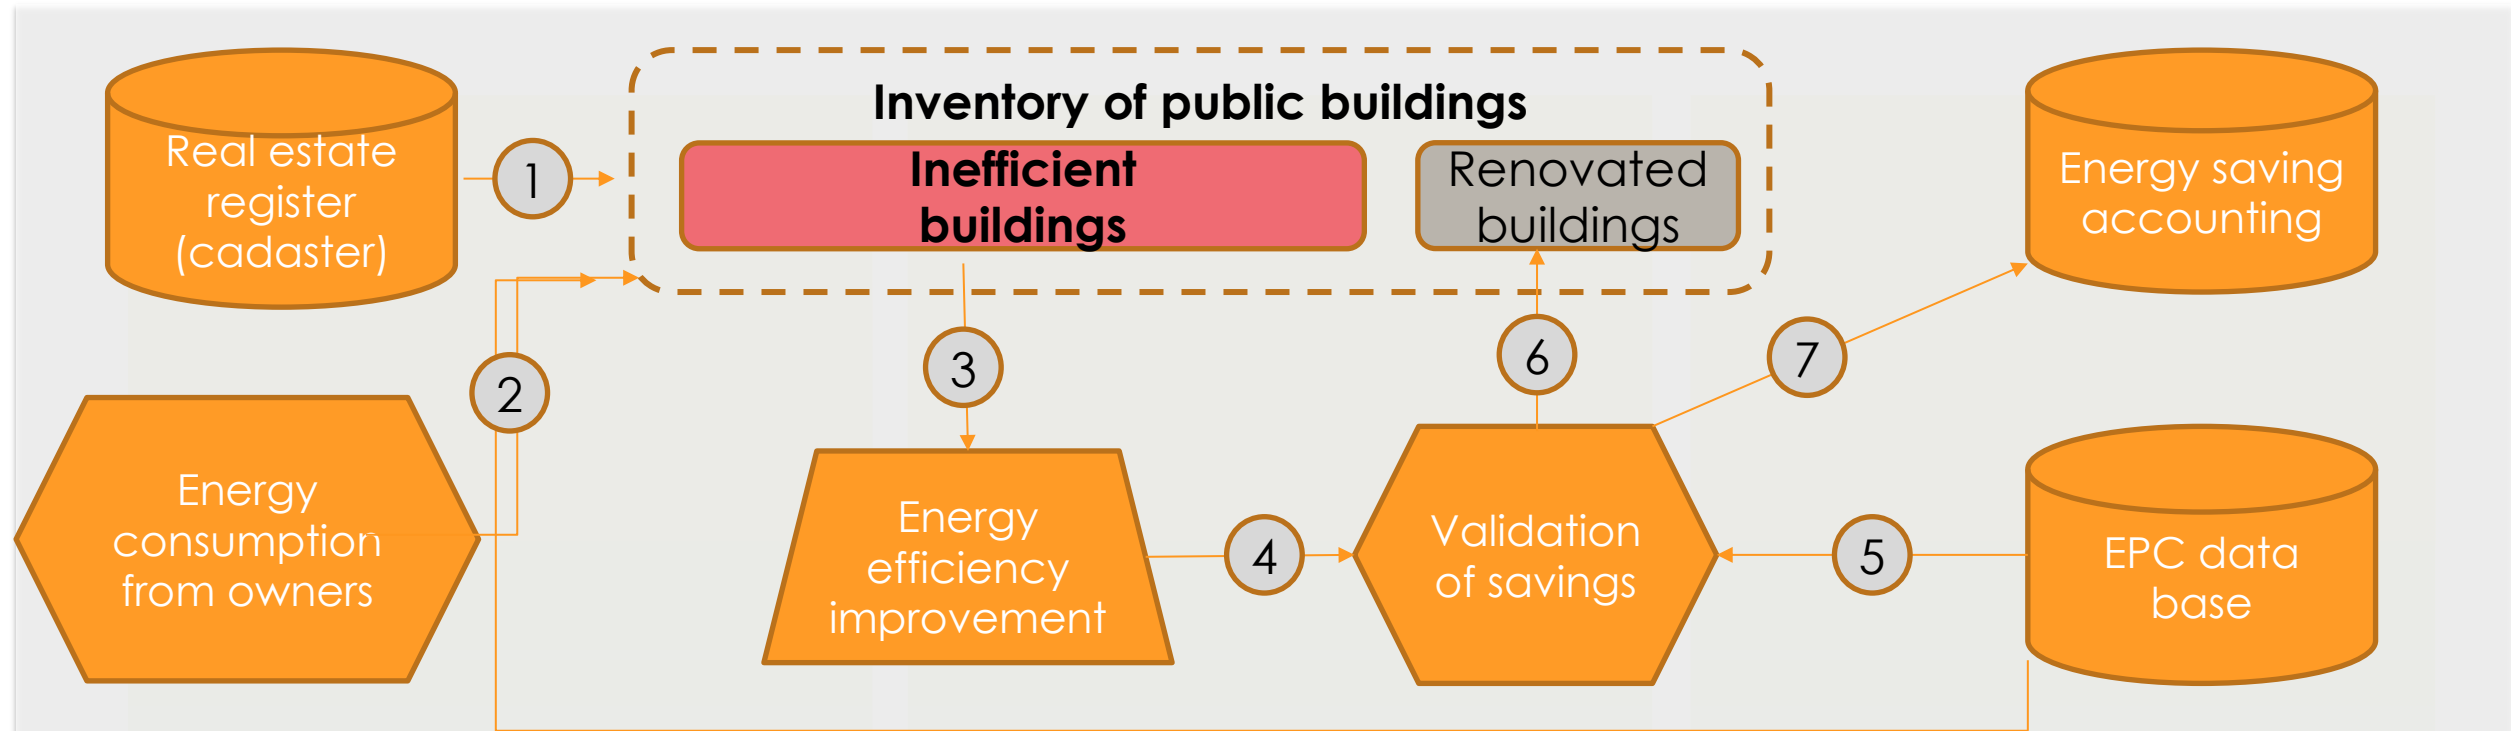 Inventory of public buildings
Real estate
register
(cadaster)
1
Inefficient
buildings
Renovated
buildings
Energy saving
accounting
2
3
6
7
Energy
consumption
from owners
Energy
efficiency
improvement
4
Validation
of savings
5
EPC data
base